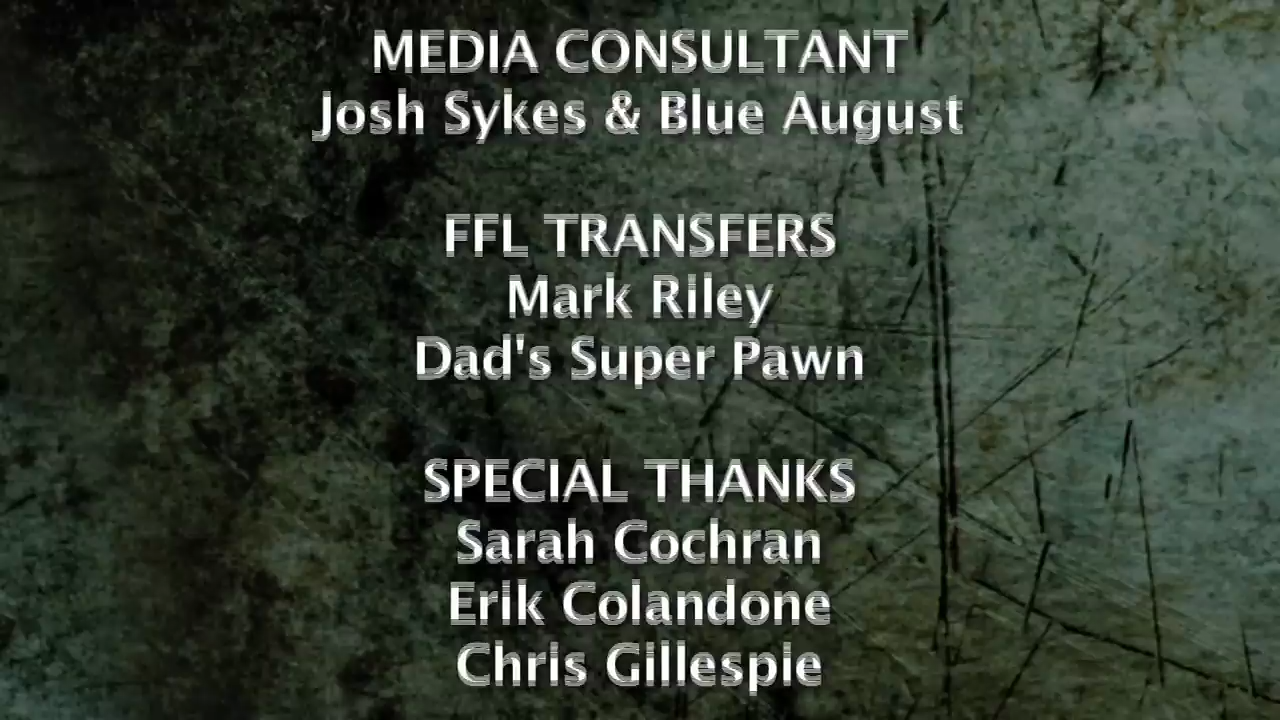 MEDIA CONSULTANT
Josh Sykes & Blue August
FFL TRANSFERS
Mark Riley
Dad's Super Pawn
SPECIAL THANKS
Sarah Cochran
Erik Colandone
Chris Gillespie